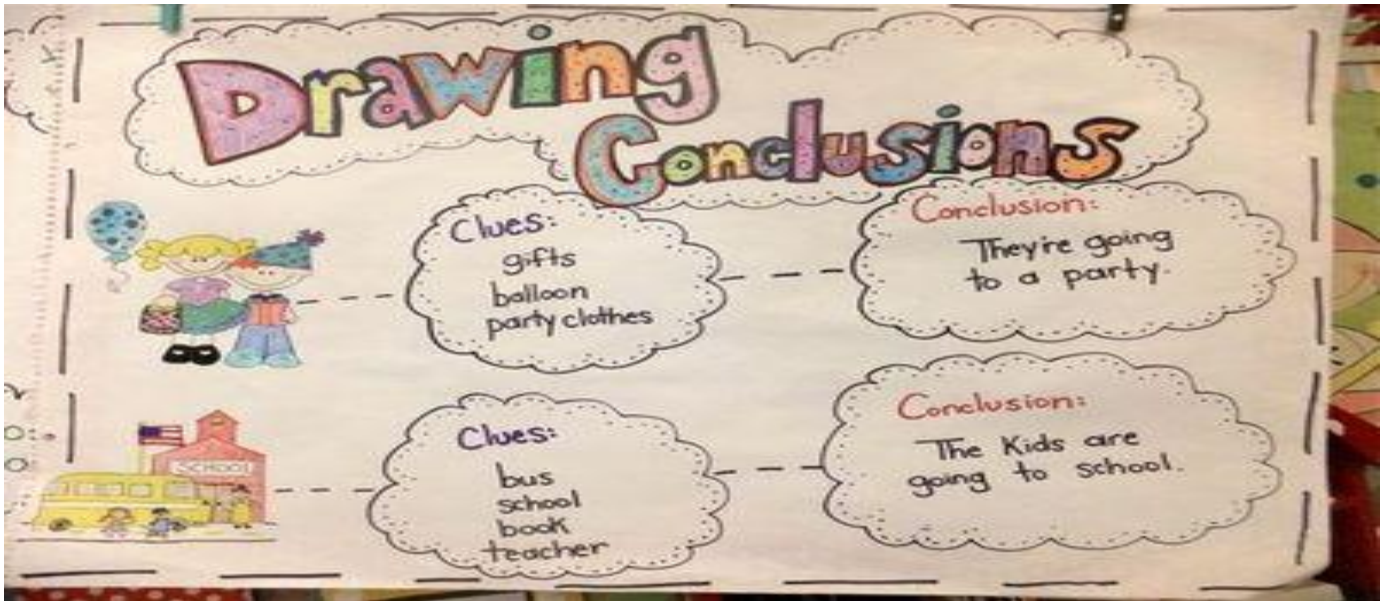 Drawing
Conclusions
Clues:
gifts
balloon
party clothes
Conclusion:
They're going
to a party.
SCHOOL
Clues:
bus
school
book
teacher
Conclusion:
The Kids are
going to school.